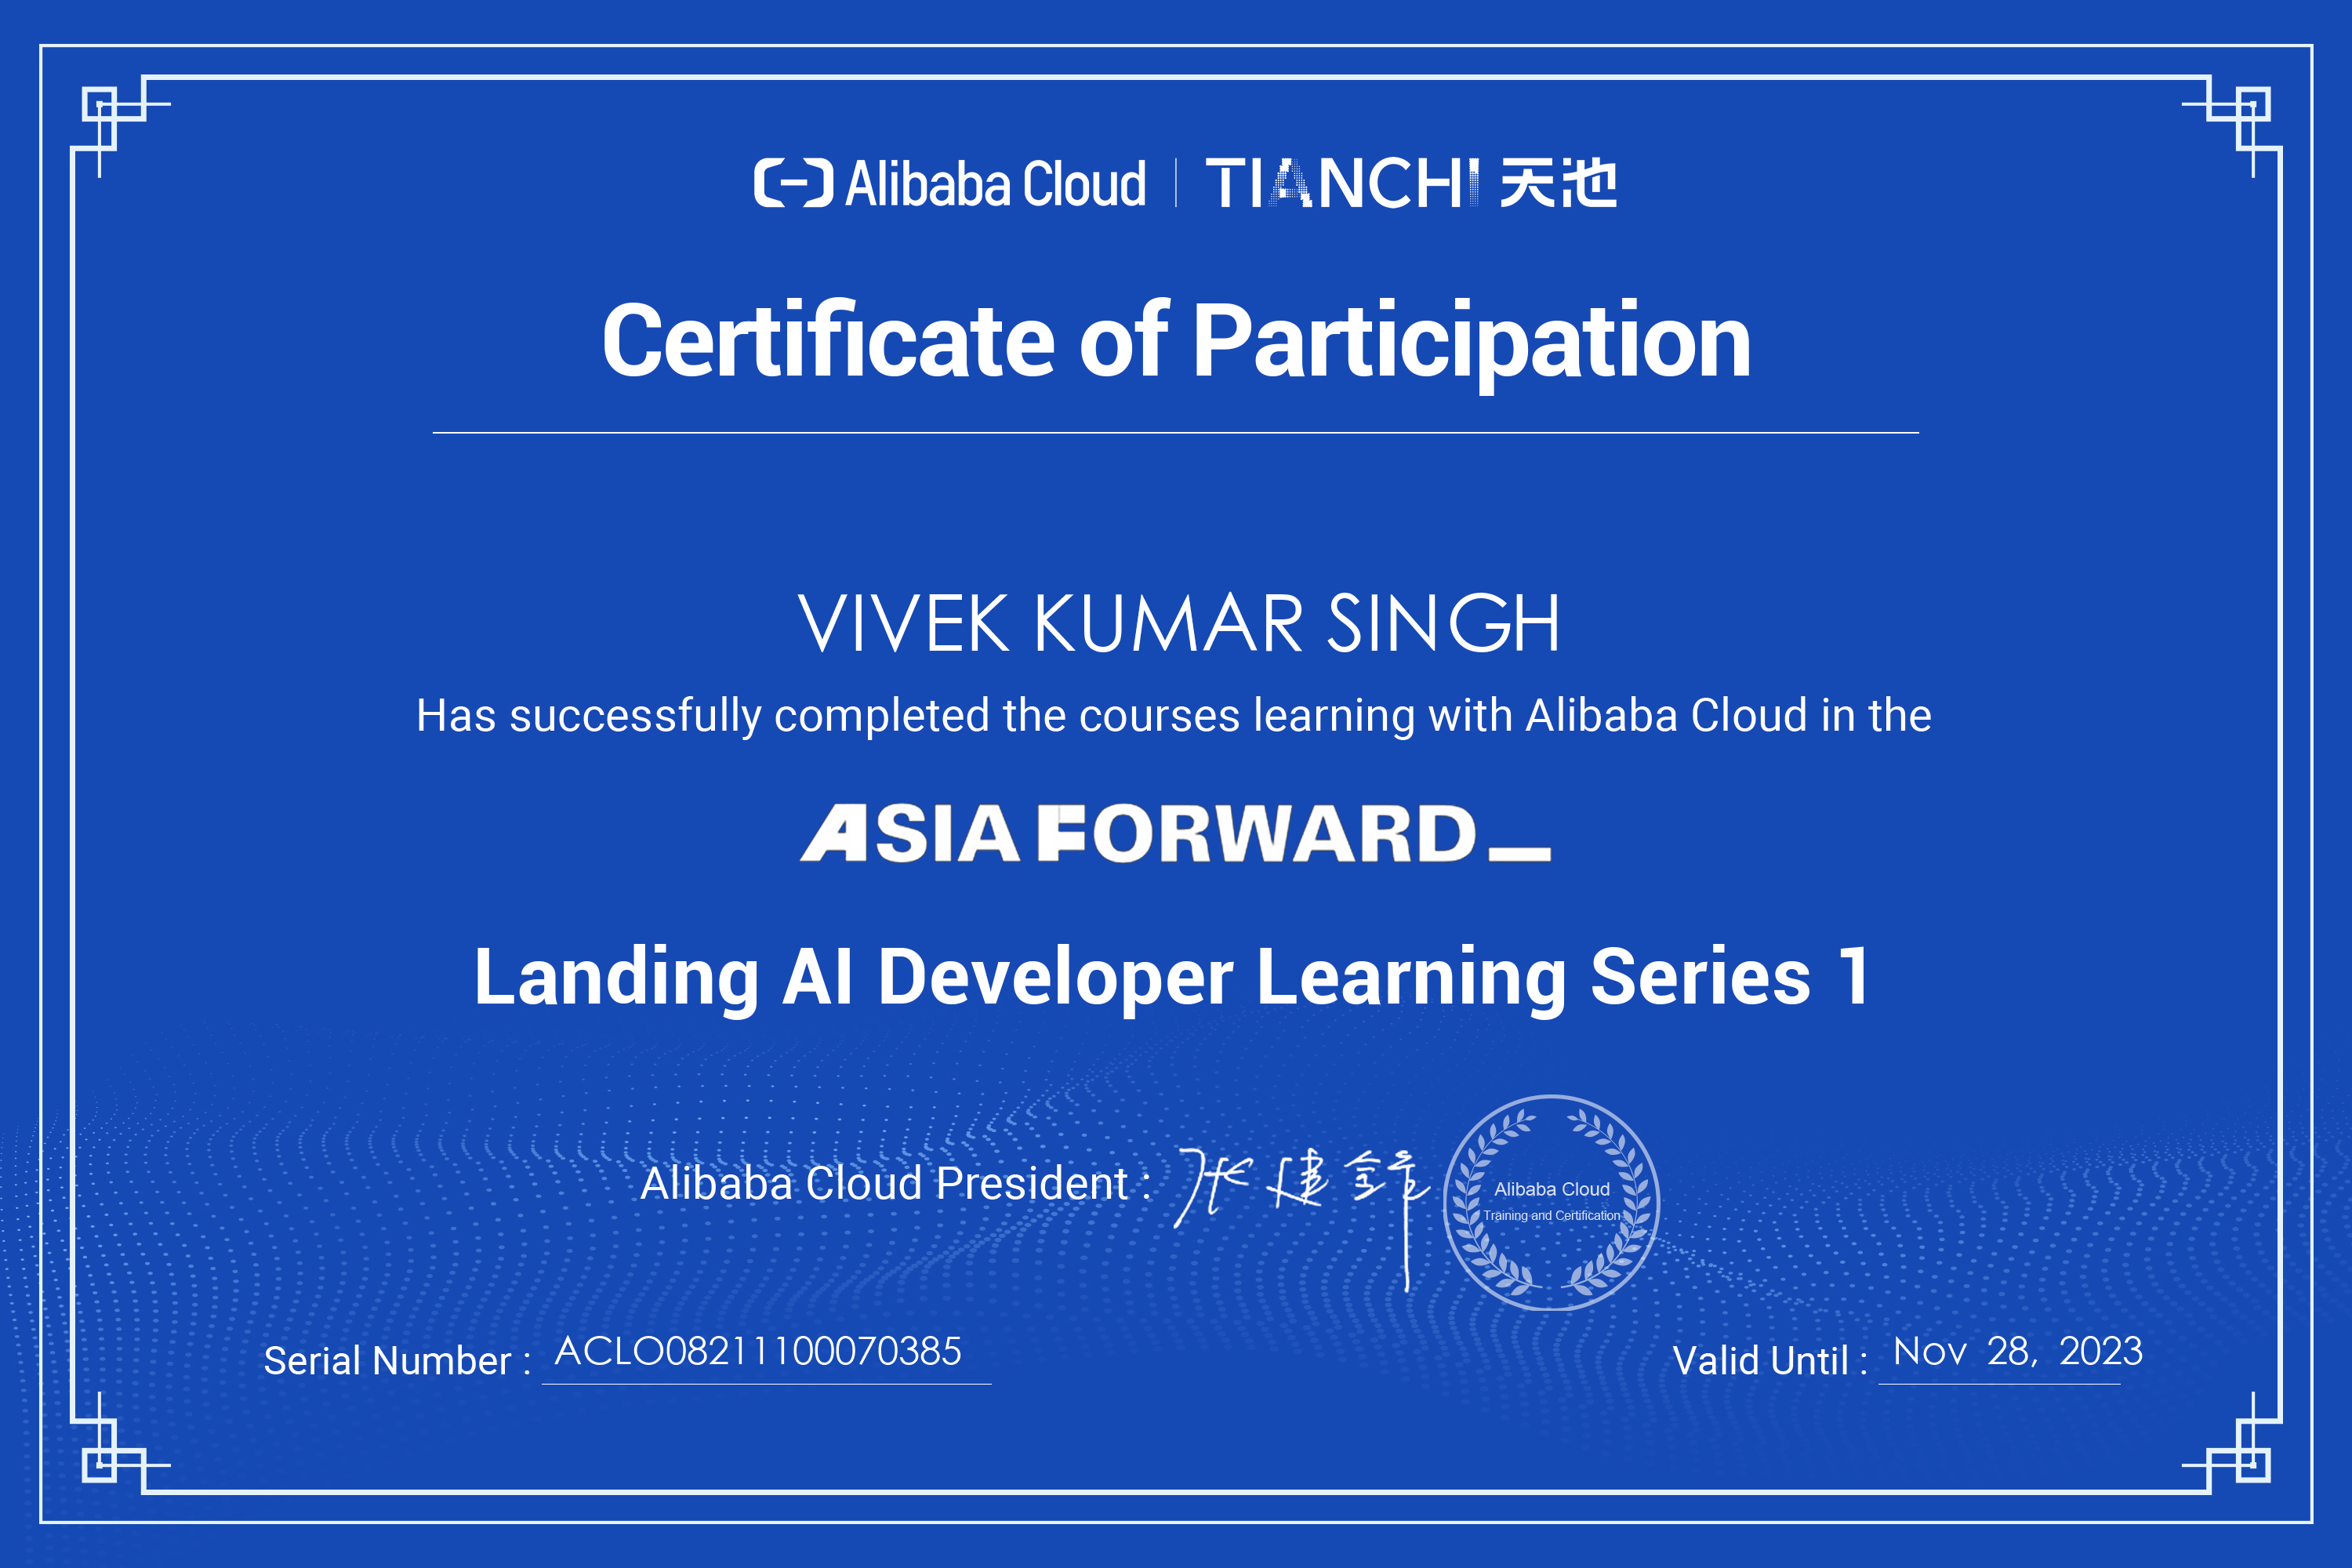 Alibaba Cloud | TIANCHI 天池
Certificate of Participation
VIVEK KUMAR SINGH
Has successfully completed the courses learning with Alibaba Cloud in the
ASIA FORWARD_
Landing AI Developer Learning Series 1
Alibaba Cloud President : 张建锋
Alibaba Cloud
Training and Certification
Serial Number : ACLO08211100070385
Valid Until : Nov 28, 2023